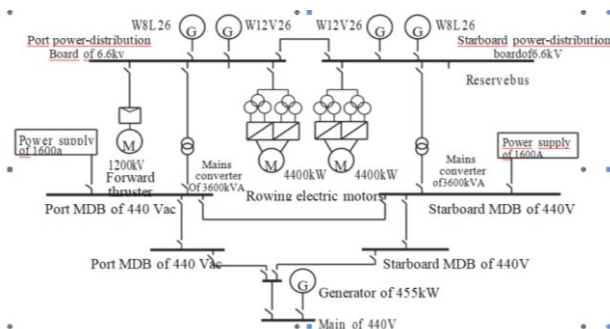 W8L26
W12V26
W12V26
W8L26
G
G
G
G
Port power-distribution
Board of 6.6kv
Starboard power-distribution
boardof6.6kV
Reservebus
Power supply
of 1600a
M
1200kV
Forward
thruster
Mains
converter
Of 3600kVA
M
4400kW
M
4400kW
Rowing electric motors
Mains
converter
of3600kVA
Power supply
of 1600A
Port MDB of 440 Vac
Starboard MDB of 440V
Port MDB of 440 Vac
Starboard MDB of 440V
G
Generator of 455kW
Main of 440V